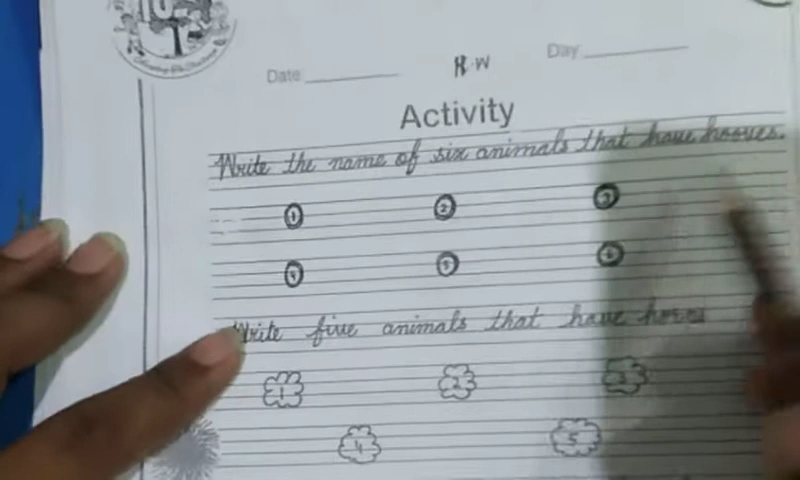 Date
H.W
Day
Activity
Write the name of six animals that have hooves.
1 2 3
4 5 6
Write five animals that have horns
1 2 3
4 5